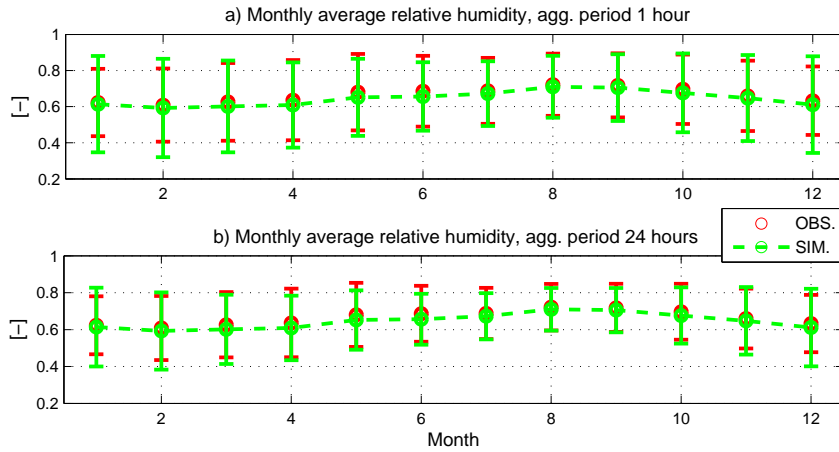 a) Monthly average relative humidity, agg. period 1 hour
1
0.8
0.6
0.4
0.2
[−]
2 4 6 8 10 12
b) Monthly average relative humidity, agg. period 24 hours
OBS.
SIM.
1
0.8
0.6
0.4
0.2
[−]
2 4 6 8 10 12
Month